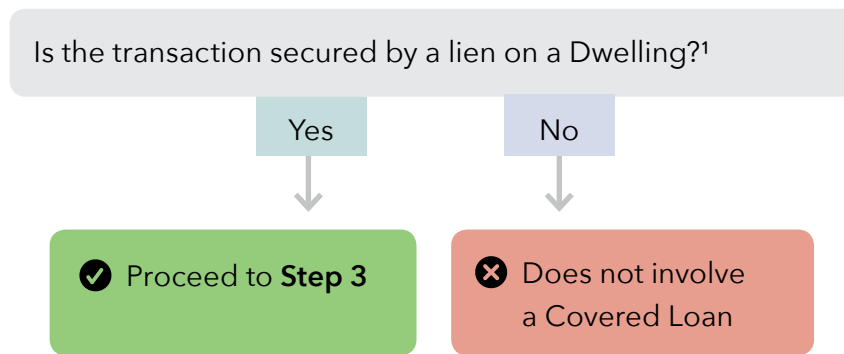 Is the transaction secured by a lien on a Dwelling?¹
Yes
No
Proceed to Step 3
Does not involve
a Covered Loan